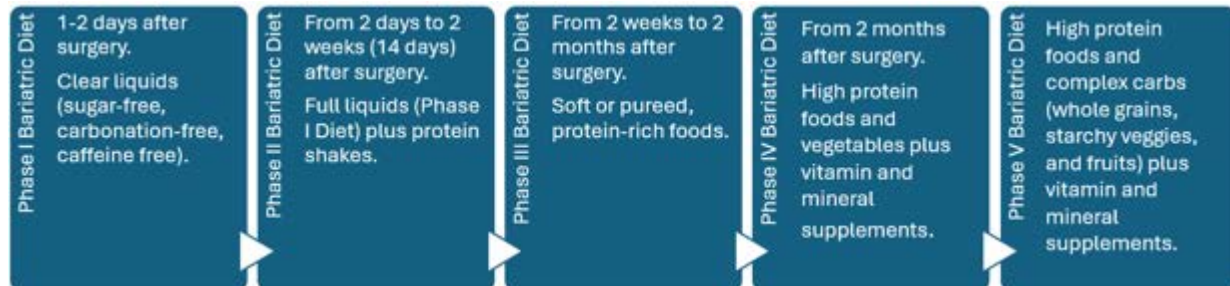 Phase I Bariatric Diet
1-2 days after
surgery.
Clear liquids
(sugar-free,
carbonation-free,
caffeine free).
Phase II Bariatric Diet
From 2 days to 2
weeks (14 days)
after surgery.
Full liquids (Phase
I Diet) plus protein
shakes.
Phase III Bariatric Diet
From 2 weeks to 2
months after
surgery.
Soft or pureed,
protein-rich foods.
Phase IV Bariatric Diet
From 2 months
after surgery.
High protein
foods and
vegetables plus
vitamin and
mineral
supplements.
Phase V Bariatric Diet
High protein
foods and
complex carbs
(whole grains,
starchy veggies,
and fruits) plus
vitamin and
mineral
supplements.